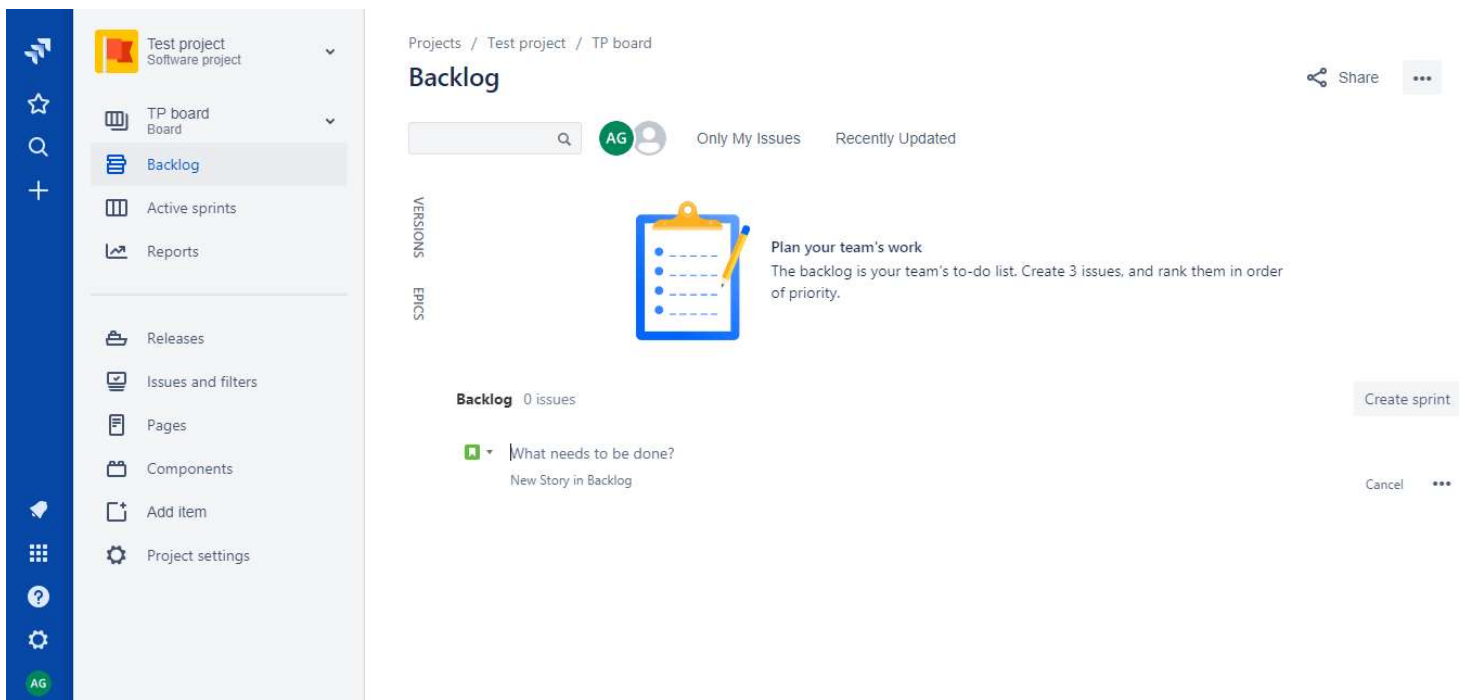 Test project
Software project
TP board
Board
Backlog
Active sprints
Reports
Releases
Issues and filters
Pages
Components
Add item
Project settings
AG
Projects / Test project / TP board
Backlog
Share
AG
Only My Issues
Recently Updated
VERSIONS
EPICS
Plan your team's work
The backlog is your team's to-do list. Create 3 issues, and rank them in order
of priority.
Backlog 0 issues
Create sprint
What needs to be done?
New Story in Backlog
Cancel